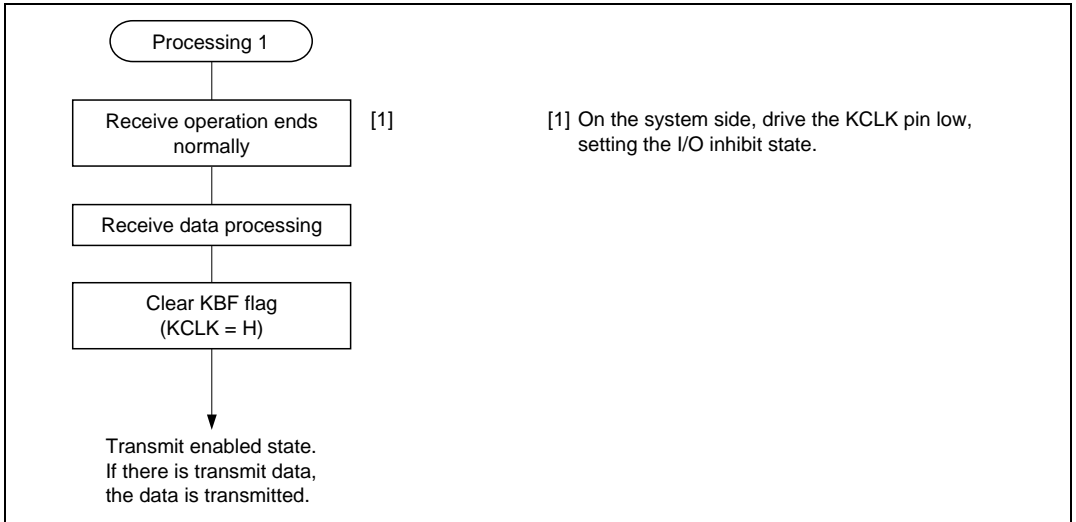 Processing 1
Receive operation ends
normally
[1]
[1] On the system side, drive the KCLK pin low,
setting the I/O inhibit state.
Receive data processing
Clear KBF flag
(KCLK = H)
Transmit enabled state.
If there is transmit data,
the data is transmitted.